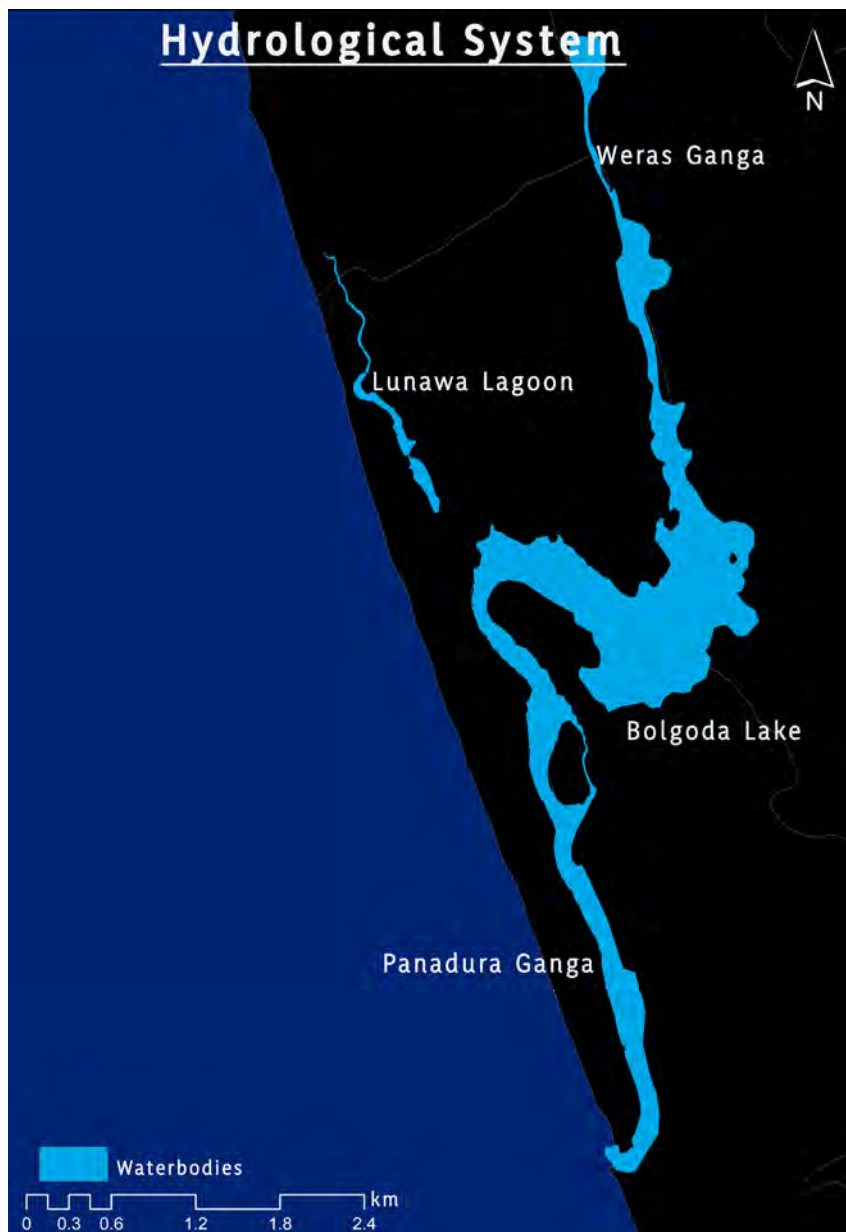 Hydrological System
N
Weras Ganga
Lunawa Lagoon
Bolgoda Lake
Panadura Ganga
Waterbodies
km
0 0.3 0.6 1.2 1.8 2.4